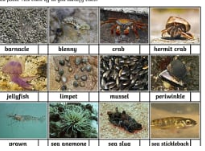 barnacle blenny crab hermit crab
jellyfish limpet mussel periwinkle
prawn sea anemone sea slug sea stickleback